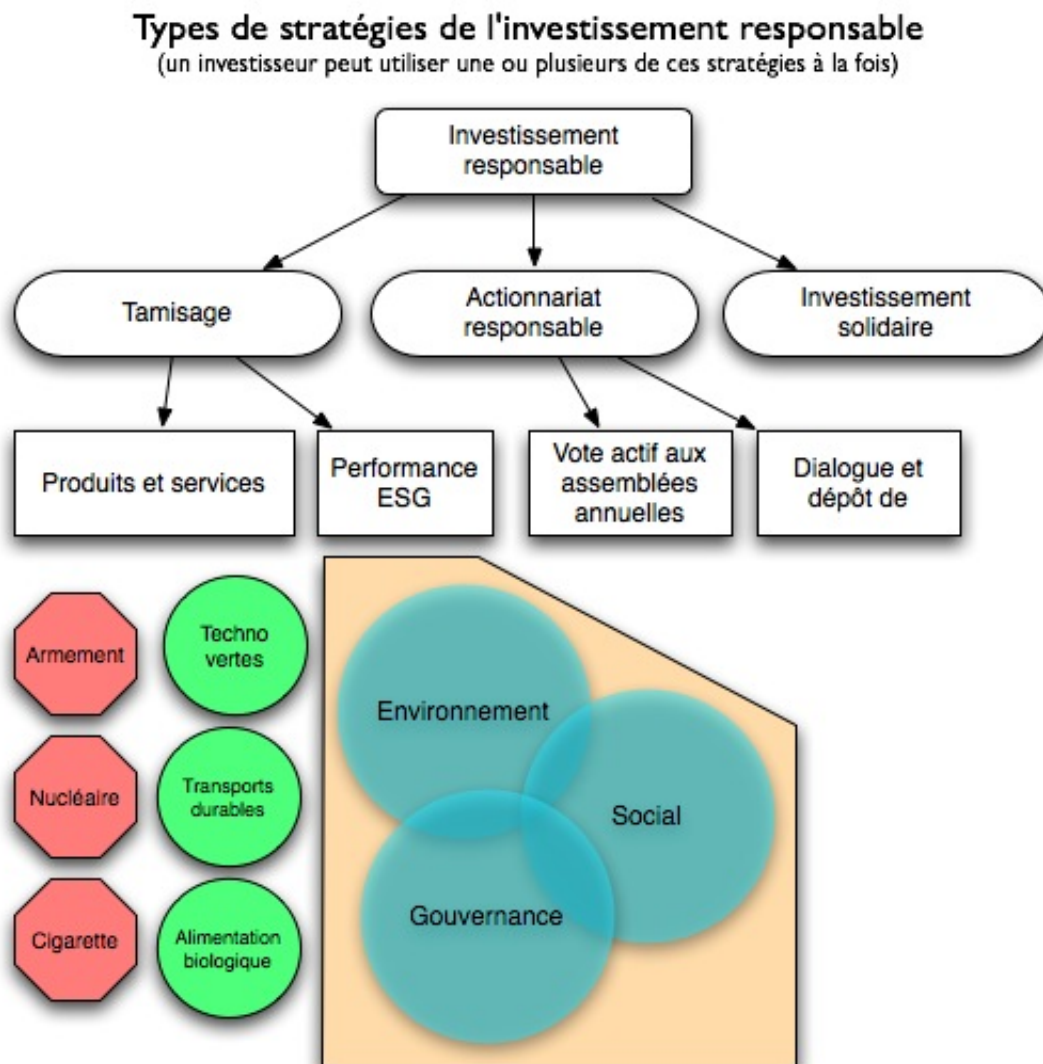 Types de stratégies de l'investissement responsable
(un investisseur peut utiliser une ou plusieurs de ces stratégies à la fois)
Investissement
responsable
Tamisage
Actionnariat
responsable
Investissement
solidaire
Produits et services
Performance
ESG
Vote actif aux
assemblées
annuelles
Dialogue et
dépôt de
Armement
Techno
vertes
Nucléaire
Transports
durables
Cigarette
Alimentation
biologique
Environnement
Social
Gouvernance